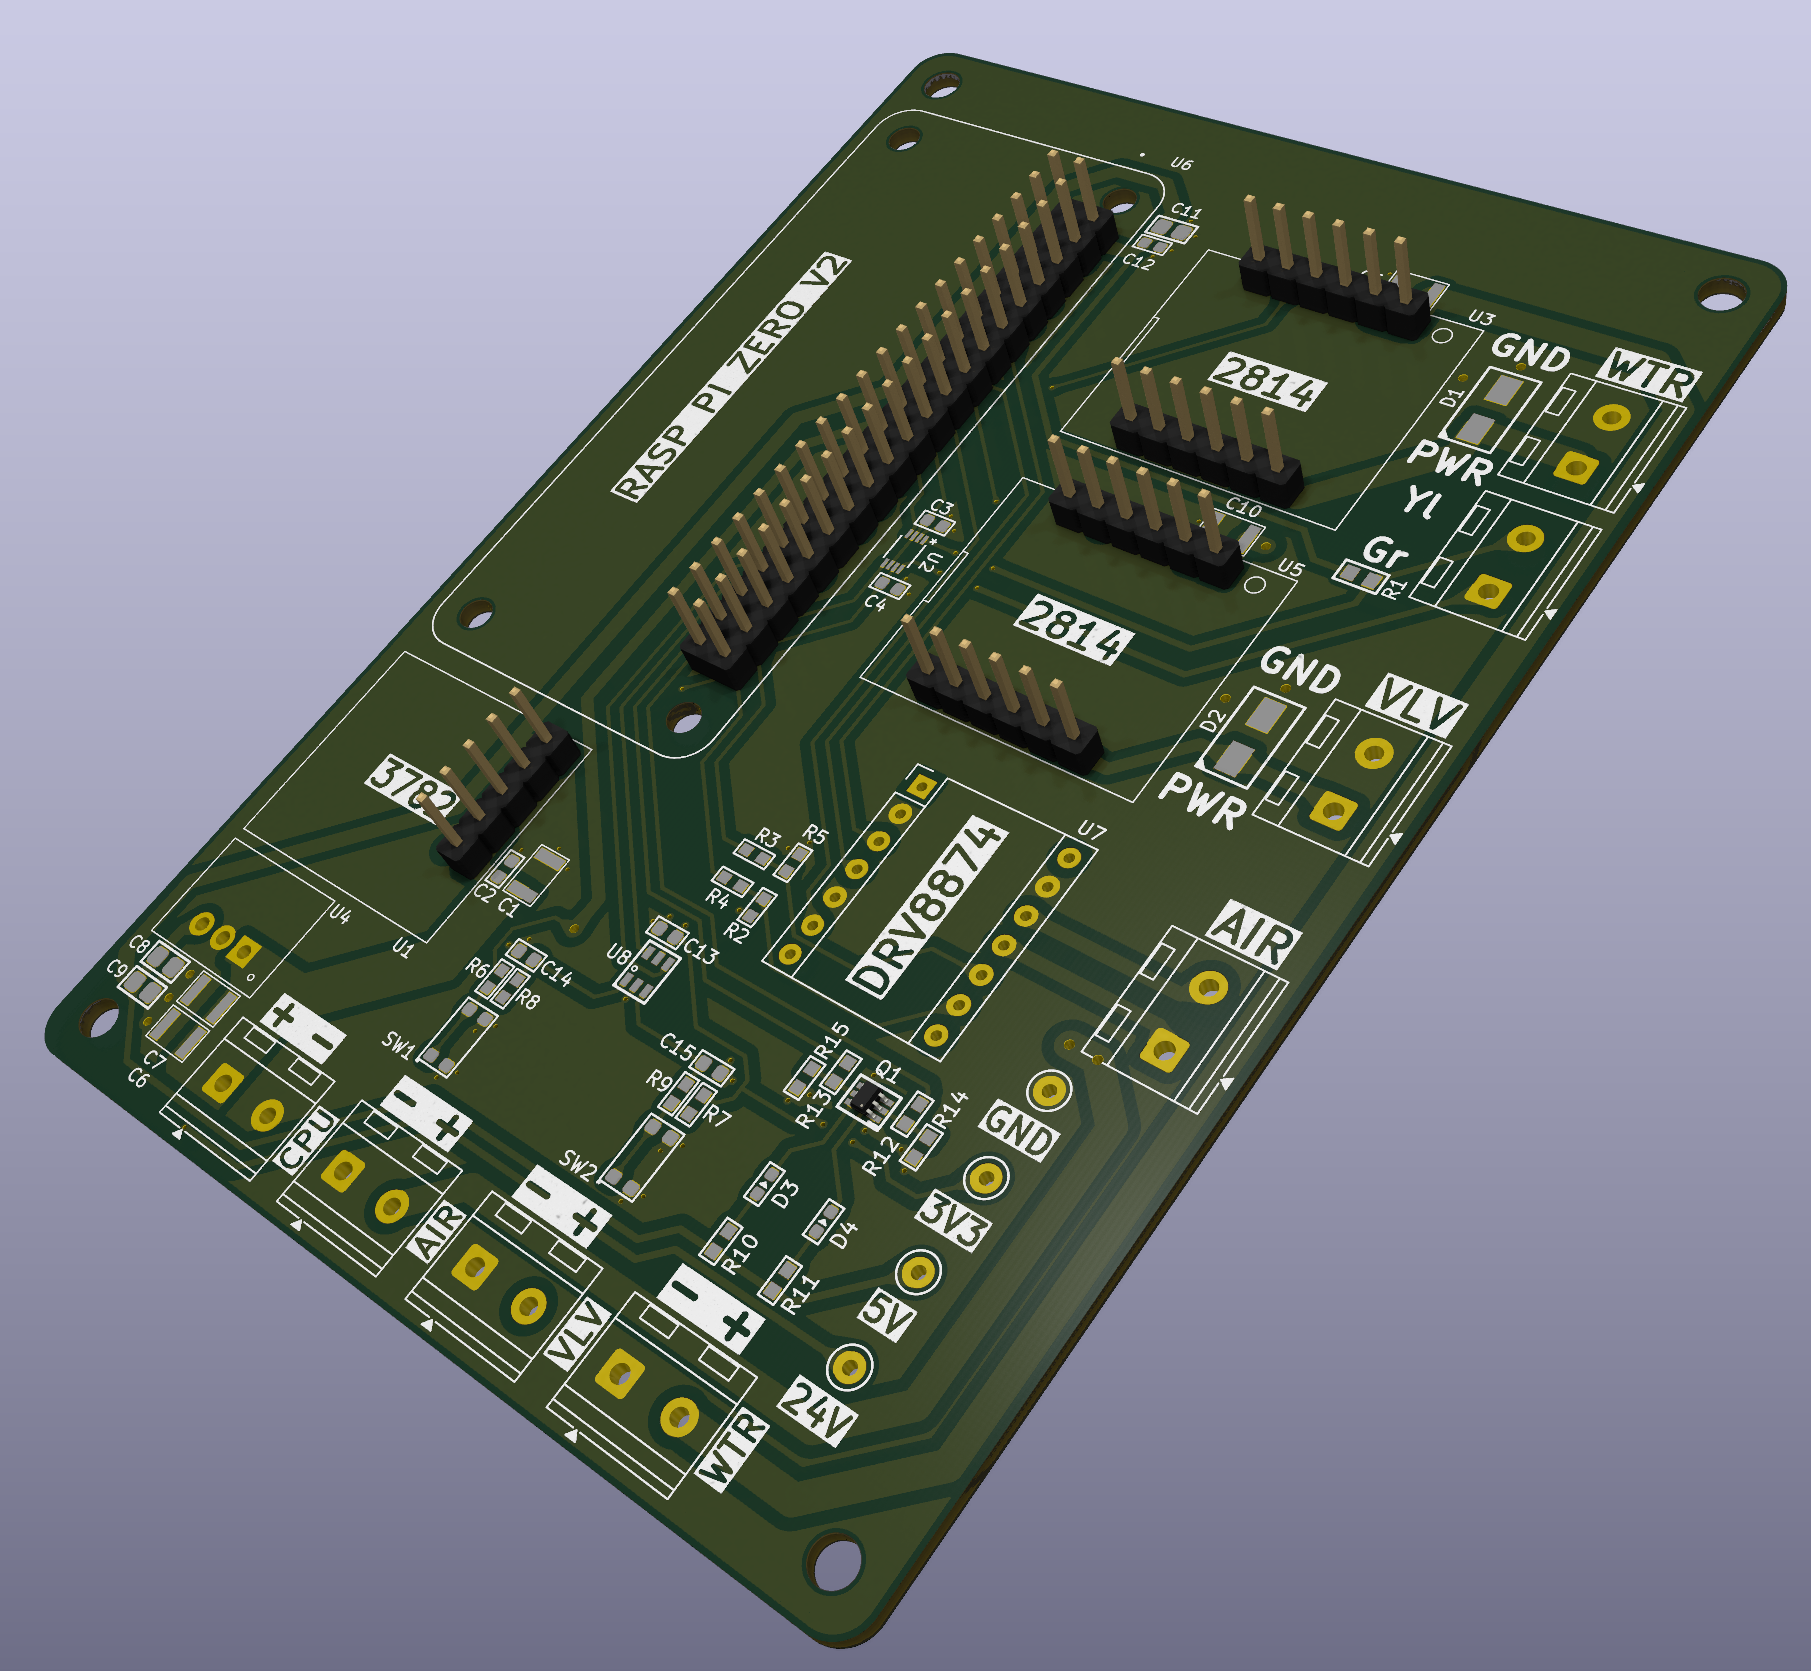 U6
C11
C12
RASP PI ZERO V2
U3
2814
GND
WTR
D1
PWR
Yl
C10
C3
U2
*
C4
Gr
R1
U5
2814
GND
VLV
D2
PWR
3782
U7
R3
R5
R4
R2
DRV8874
C2
C1
U4
U1
C8
C9
C7
C6
C13
U8
C14
R6
R8
AIR
SW1
+ -
C15
R15
R9
R7
R13
Q1
R14
R12
GND
CPU
- +
SW2
D3
3V3
D4
- +
AIR
R10
R11
5V
VLV
- +
24V
WTR